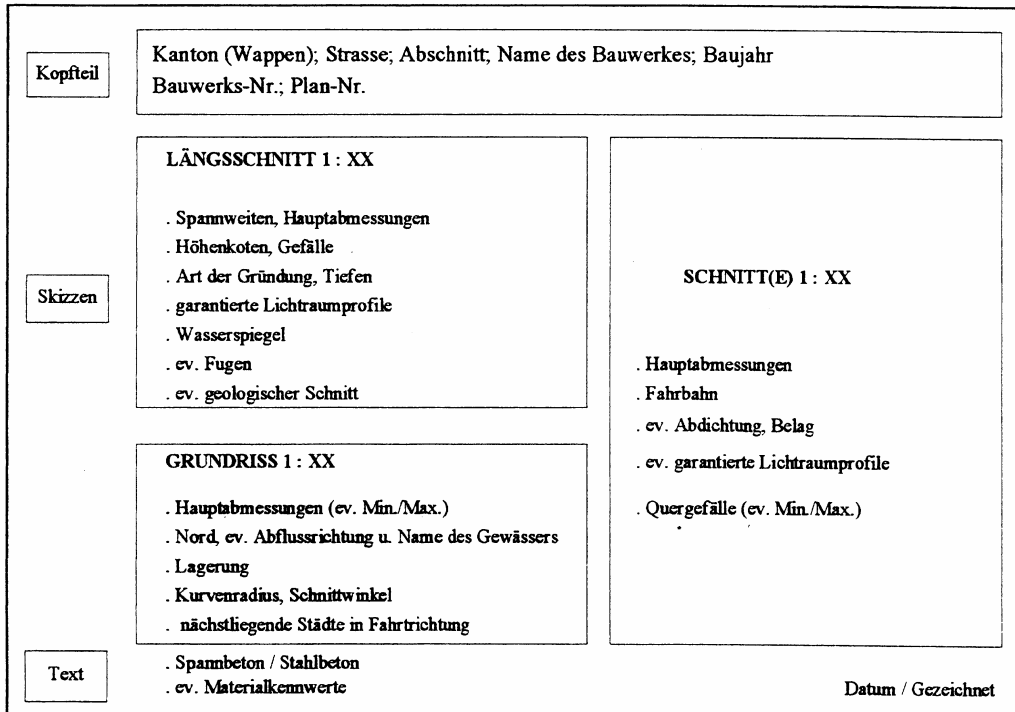 Kopfteil
Kanton (Wappen); Strasse; Abschnitt; Name des Bauwerkes; Baujahr
Bauwerks-Nr.; Plan-Nr.
Skizzen
LÄNGSSCHNITT 1 : XX
. Spannweiten, Hauptabmessungen
. Höhenkoten, Gefälle
. Art der Gründung, Tiefen
. garantierte Lichtraumprofile
. Wasserspiegel
. ev. Fugen
. ev. geologischer Schnitt
GRUNDRISS 1 : XX
. Hauptabmessungen (ev. Min./Max.)
. Nord, ev. Abflussrichtung u. Name des Gewässers
. Lagerung
. Kurvenradius, Schnittwinkel
. nächstliegende Städte in Fahrtrichtung
SCHNITT(E) 1 : XX
. Hauptabmessungen
. Fahrbahn
. ev. Abdichtung, Belag
. ev. garantierte Lichtraumprofile
. Quergefälle (ev. Min./Max.)
Text
. Spannbeton / Stahlbeton
. ev. Materialkennwerte
Datum / Gezeichnet